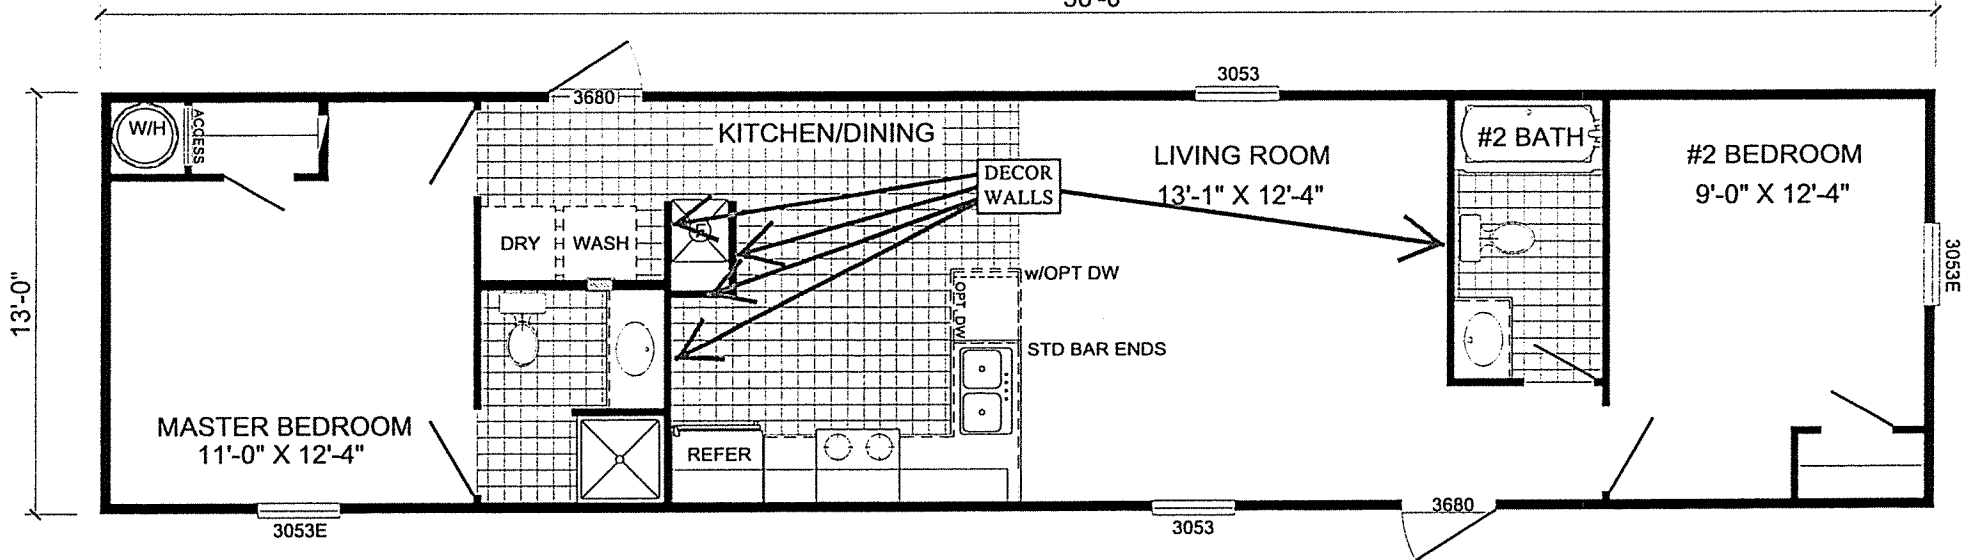 3053
3680
W/H
ACCESS
KITCHEN/DINING
#2 BATH
LIVING ROOM
13'-1" X 12'-4"
#2 BEDROOM
9'-0" X 12'-4"
DECOR
WALLS
DRY
WASH
3053E
13'-0"
w/OPT DW
OPT. DW
STD BAR ENDS
MASTER BEDROOM
11'-0" X 12'-4"
REFER
3053E
3053
3680